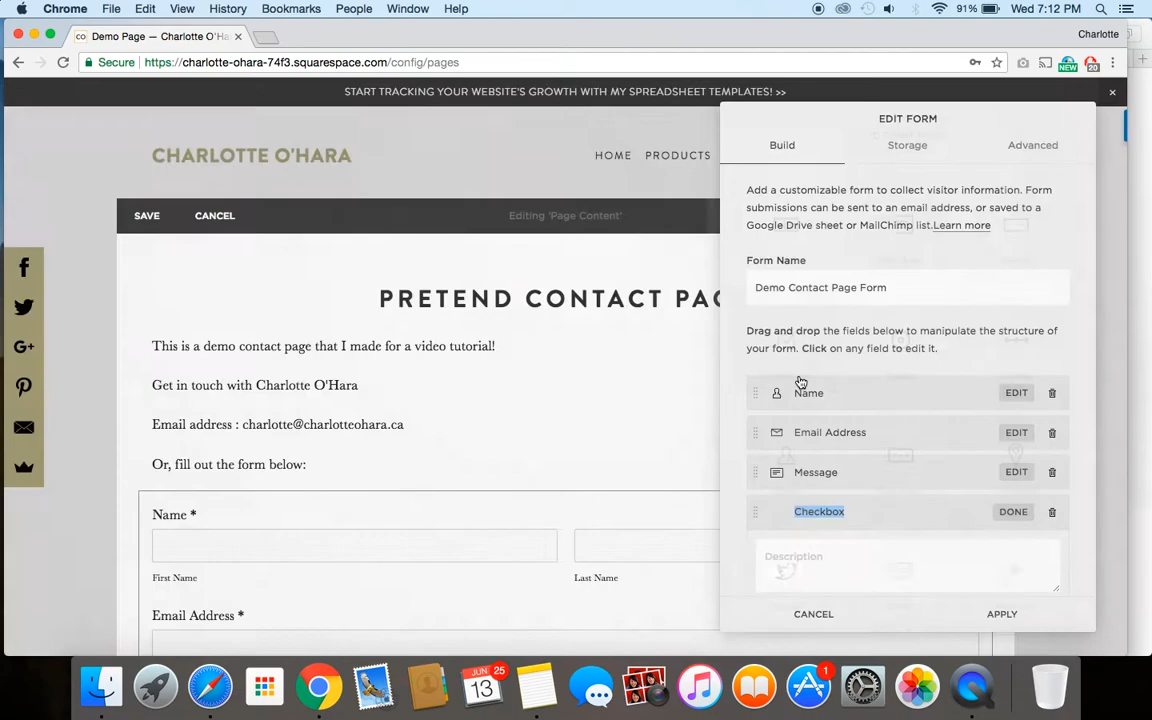 Chrome File Edit View History Bookmarks People Window Help 91% Wed 7:12 PM
Demo Page — Charlotte O'Ha Charlotte
Secure https://charlotte-ohara-74f3.squarespace.com/config/pages NEW 20
START TRACKING YOUR WEBSITE'S GROWTH WITH MY SPREADSHEET TEMPLATES! >>
CHARLOTTE O'HARA HOME PRODUCTS
SAVE CANCEL Editing 'Page Content'
PRETEND CONTACT PAG
This is a demo contact page that I made for a video tutorial!
Get in touch with Charlotte O'Hara
Email address : charlotte@charlotteohara.ca
Or, fill out the form below:
Name *
First Name Last Name
Email Address *
EDIT FORM
Build Storage Advanced
Add a customizable form to collect visitor information. Form
submissions can be sent to an email address, or saved to a
Google Drive sheet or MailChimp list.Learn more
Form Name
Demo Contact Page Form
Drag and drop the fields below to manipulate the structure of
your form. Click on any field to edit it.
Name EDIT
Email Address EDIT
Message EDIT
Checkbox DONE
Description
CANCEL APPLY
JUN 25
13
1